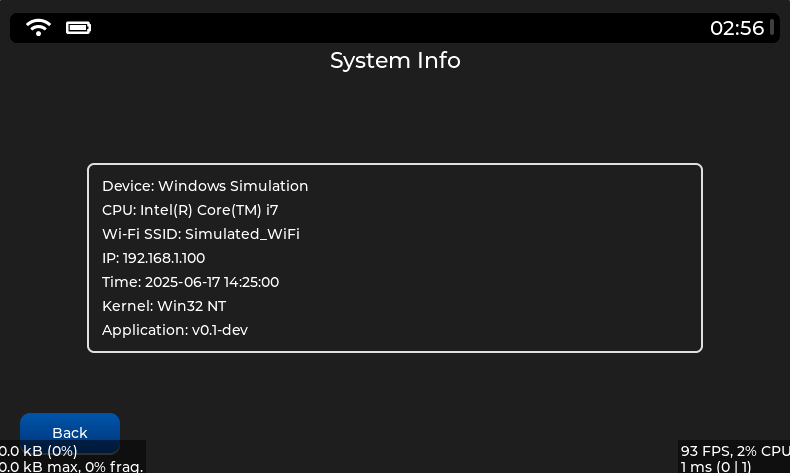 02:56
System Info
Device: Windows Simulation
CPU: Intel(R) Core(TM) i7
Wi-Fi SSID: Simulated_WiFi
IP: 192.168.1.100
Time: 2025-06-17 14:25:00
Kernel: Win32 NT
Application: v0.1-dev
Back
0.0 kB (0%)
0.0 kB max, 0% frag.
93 FPS, 2% CPU
1 ms (0 | 1)